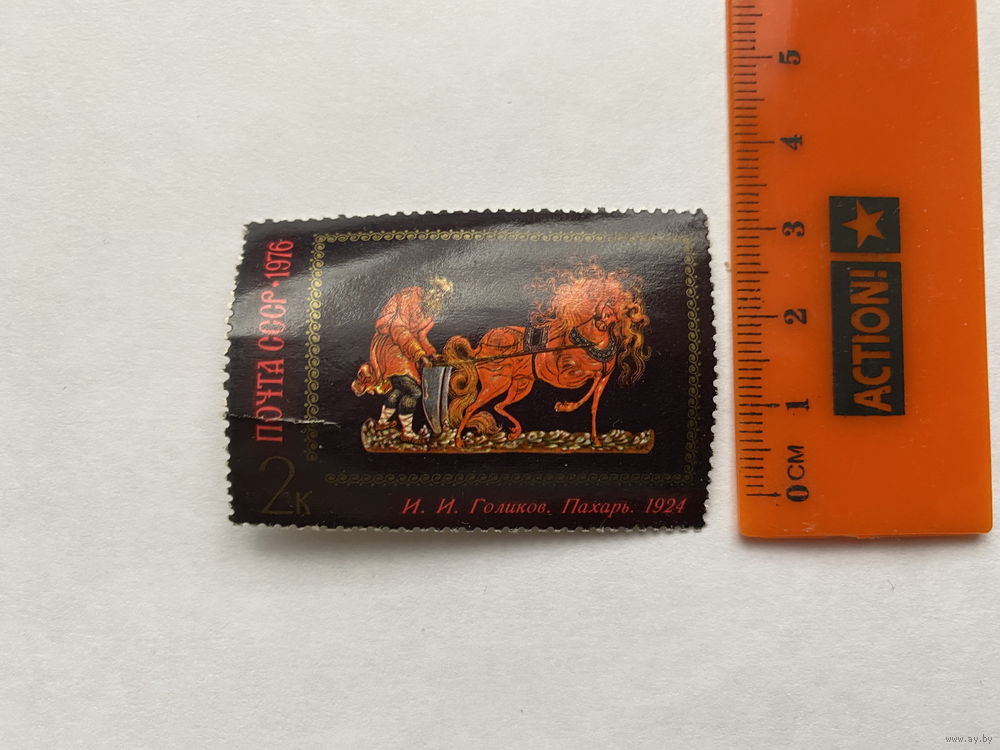 ПОЧТА СССР • 1976
2к
И. И. Голиков. Пахарь. 1924
5
4
3
2
1
0 СМ
ACTION!
www.ay.by